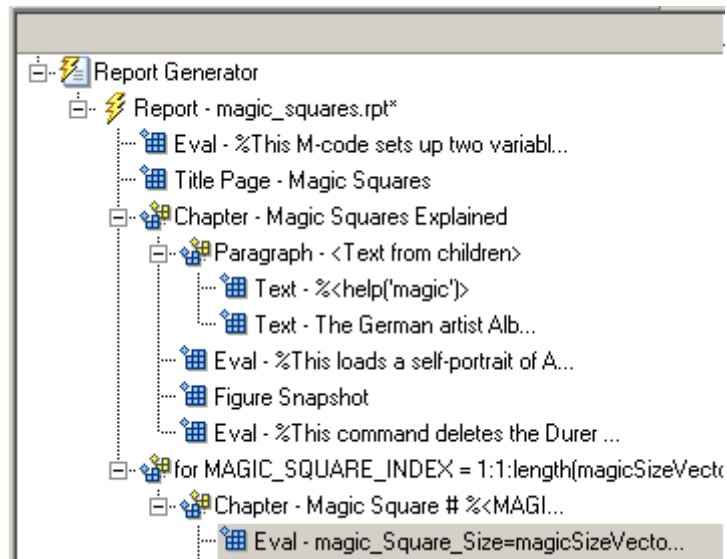 Report Generator
Report - magic_squares.rpt*
Eval - %This M-code sets up two variabl...
Title Page - Magic Squares
Chapter - Magic Squares Explained
Paragraph - <Text from children>
Text - %<help('magic')>
Text - The German artist Alb...
Eval - %This loads a self-portrait of A...
Figure Snapshot
Eval - %This command deletes the Durer ...
for MAGIC_SQUARE_INDEX = 1:1:length(magicSizeVecto
Chapter - Magic Square # %<MAGI...
Eval - magic_Square_Size=magicSizeVecto...